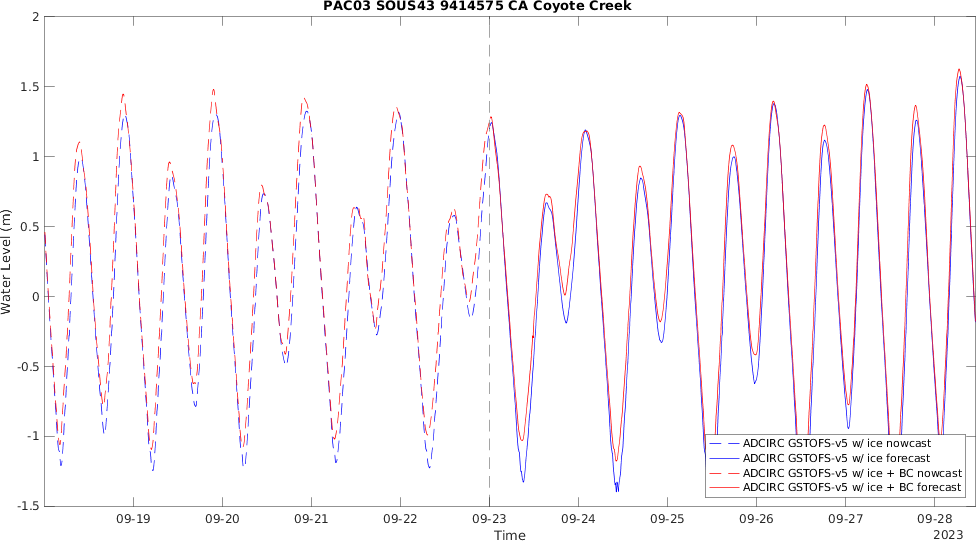 PAC03 SOUS43 9414575 CA Coyote Creek
2
1.5
1
0.5
0
-0.5
-1
-1.5
Water Level (m)
09-19 09-20 09-21 09-22 09-23 09-24 09-25 09-26 09-27 09-28
2023
Time
ADCIRC GSTOFS-v5 w/ ice nowcast
ADCIRC GSTOFS-v5 w/ ice forecast
ADCIRC GSTOFS-v5 w/ ice + BC nowcast
ADCIRC GSTOFS-v5 w/ ice + BC forecast